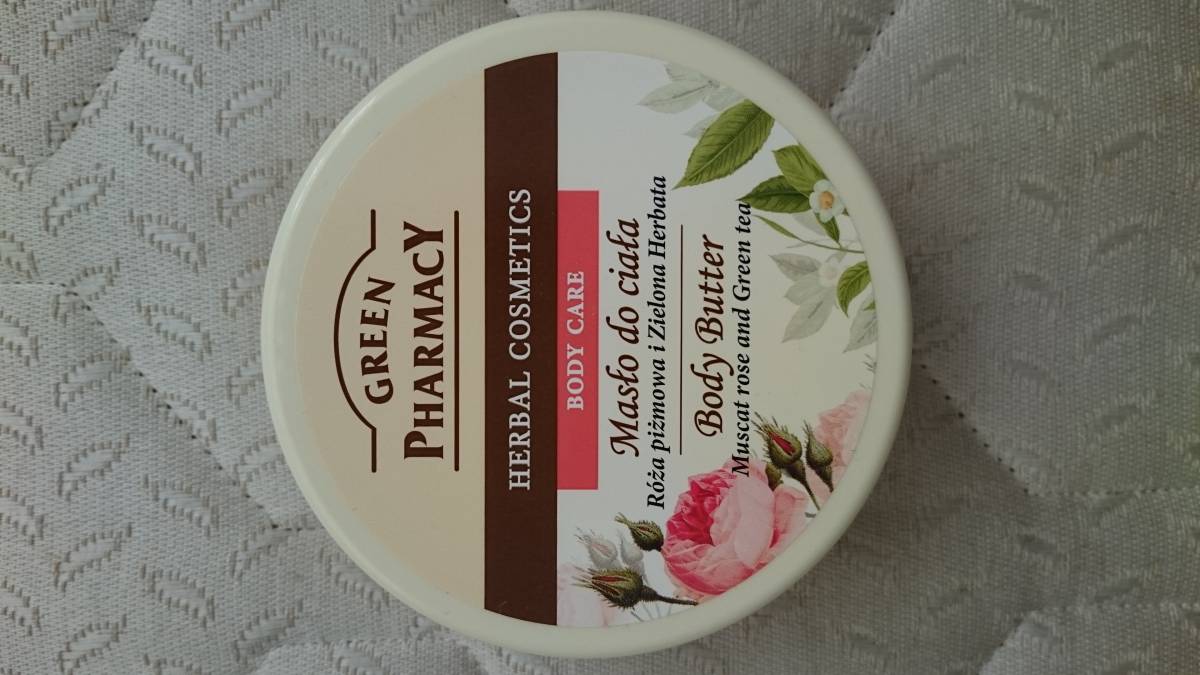 GREEN
PHARMACY
HERBAL COSMETICS
BODY CARE
Masło do ciała
Róża piżmowa i Zielona Herbata
Body Butter
Muscat rose and Green tea